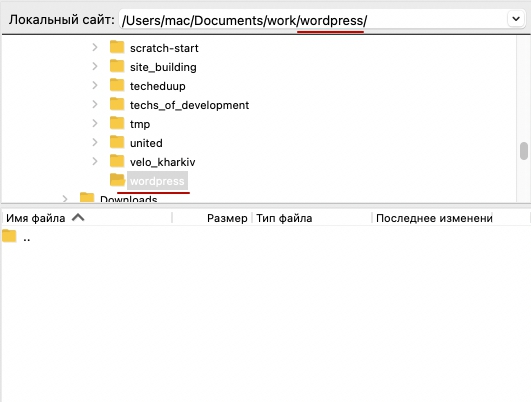 Локальный сайт: /Users/mac/Documents/work/wordpress/
scratch-start
site_building
techeduup
techs_of_development
tmp
united
velo_kharkiv
wordpress
Downloads
Имя файла Размер Тип файла Последнее изменени
..